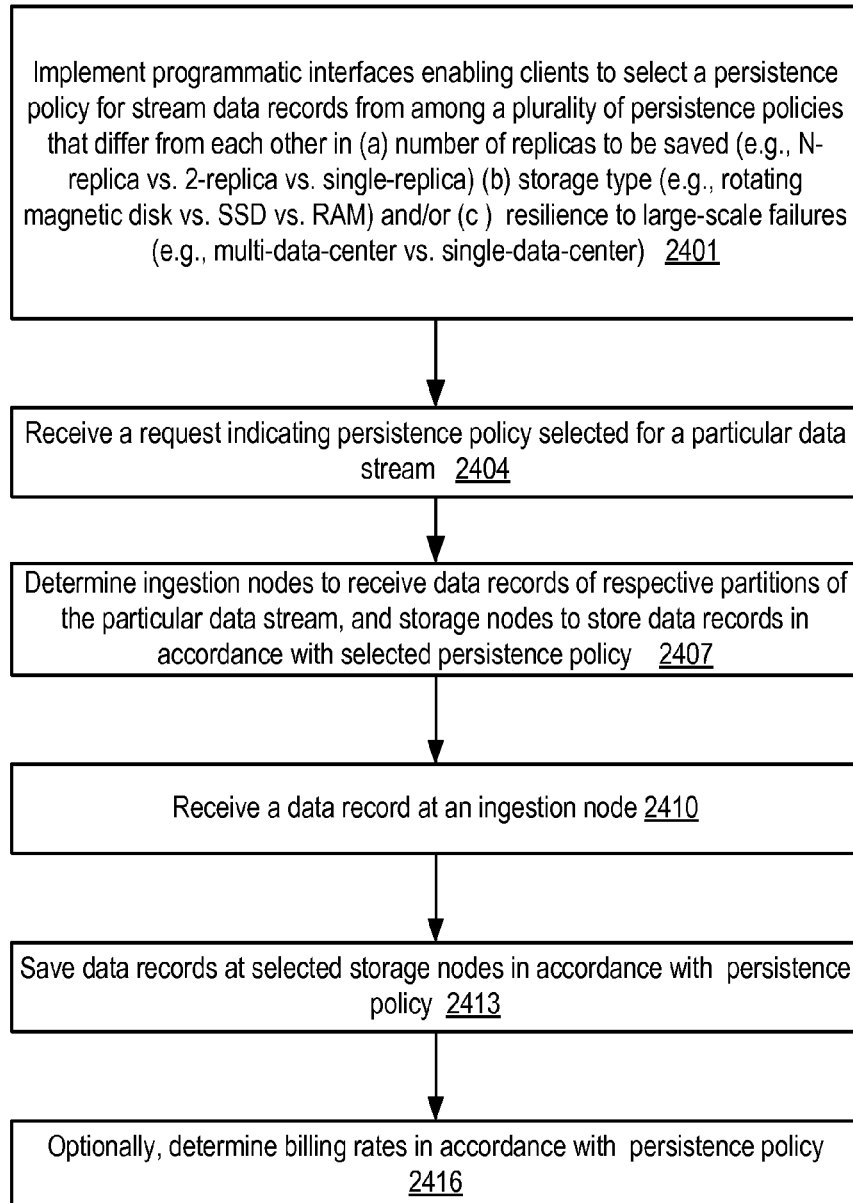 Implement programmatic interfaces enabling clients to select a persistence
policy for stream data records from among a plurality of persistence policies
that differ from each other in (a) number of replicas to be saved (e.g., N-
replica vs. 2-replica vs. single-replica) (b) storage type (e.g., rotating
magnetic disk vs. SSD vs. RAM) and/or (c ) resilience to large-scale failures
(e.g., multi-data-center vs. single-data-center) 2401
Receive a request indicating persistence policy selected for a particular data
stream 2404
Determine ingestion nodes to receive data records of respective partitions of
the particular data stream, and storage nodes to store data records in
accordance with selected persistence policy 2407
Receive a data record at an ingestion node 2410
Save data records at selected storage nodes in accordance with persistence
policy 2413
Optionally, determine billing rates in accordance with persistence policy
2416